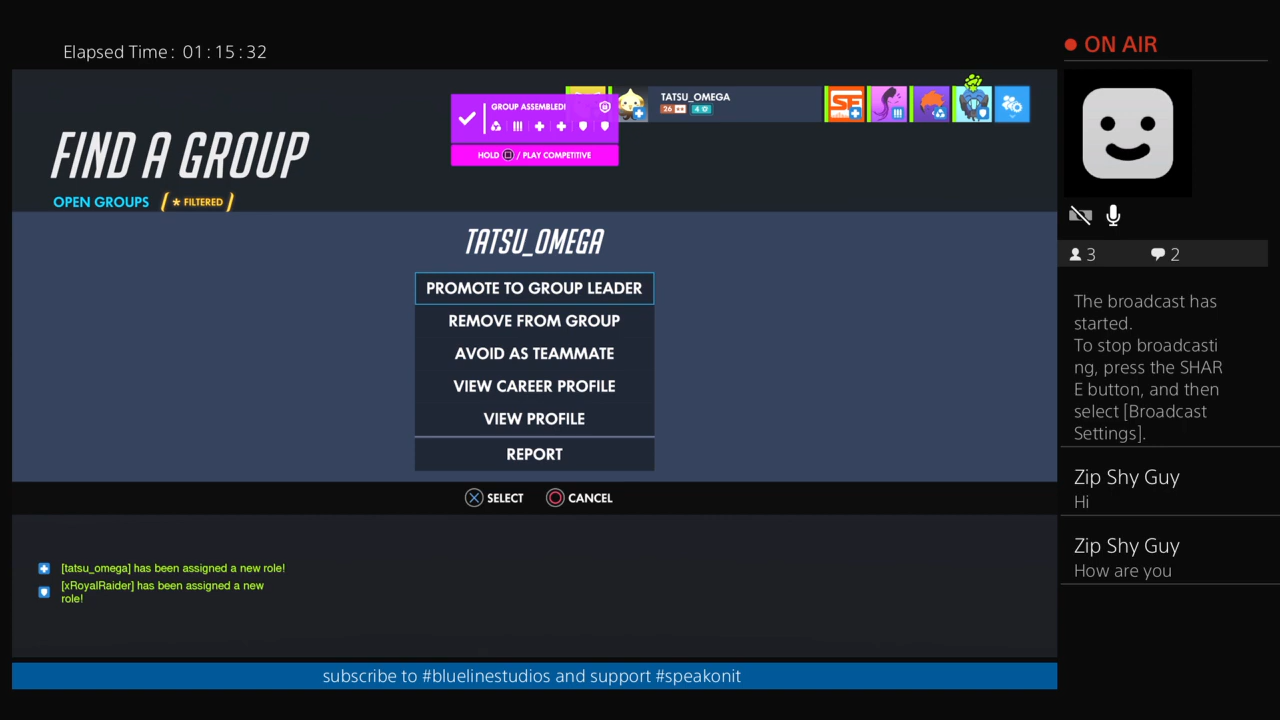 Elapsed Time: 01:15:32
ON AIR
GROUP ASSEMBLED!
HOLD / PLAY COMPETITIVE
TATSU_OMEGA
26 4
SF
FIND A GROUP
OPEN GROUPS / * FILTERED /
TATSU_OMEGA
PROMOTE TO GROUP LEADER
REMOVE FROM GROUP
AVOID AS TEAMMATE
VIEW CAREER PROFILE
VIEW PROFILE
REPORT
SELECT CANCEL
[tatsu_omega] has been assigned a new role!
[xRoyalRaider] has been assigned a new
role!
subscribe to #bluelinestudios and support #speakonit
3 2
The broadcast has
started.
To stop broadcasti
ng, press the SHAR
E button, and then
select [Broadcast
Settings].
Zip Shy Guy
Hi
Zip Shy Guy
How are you